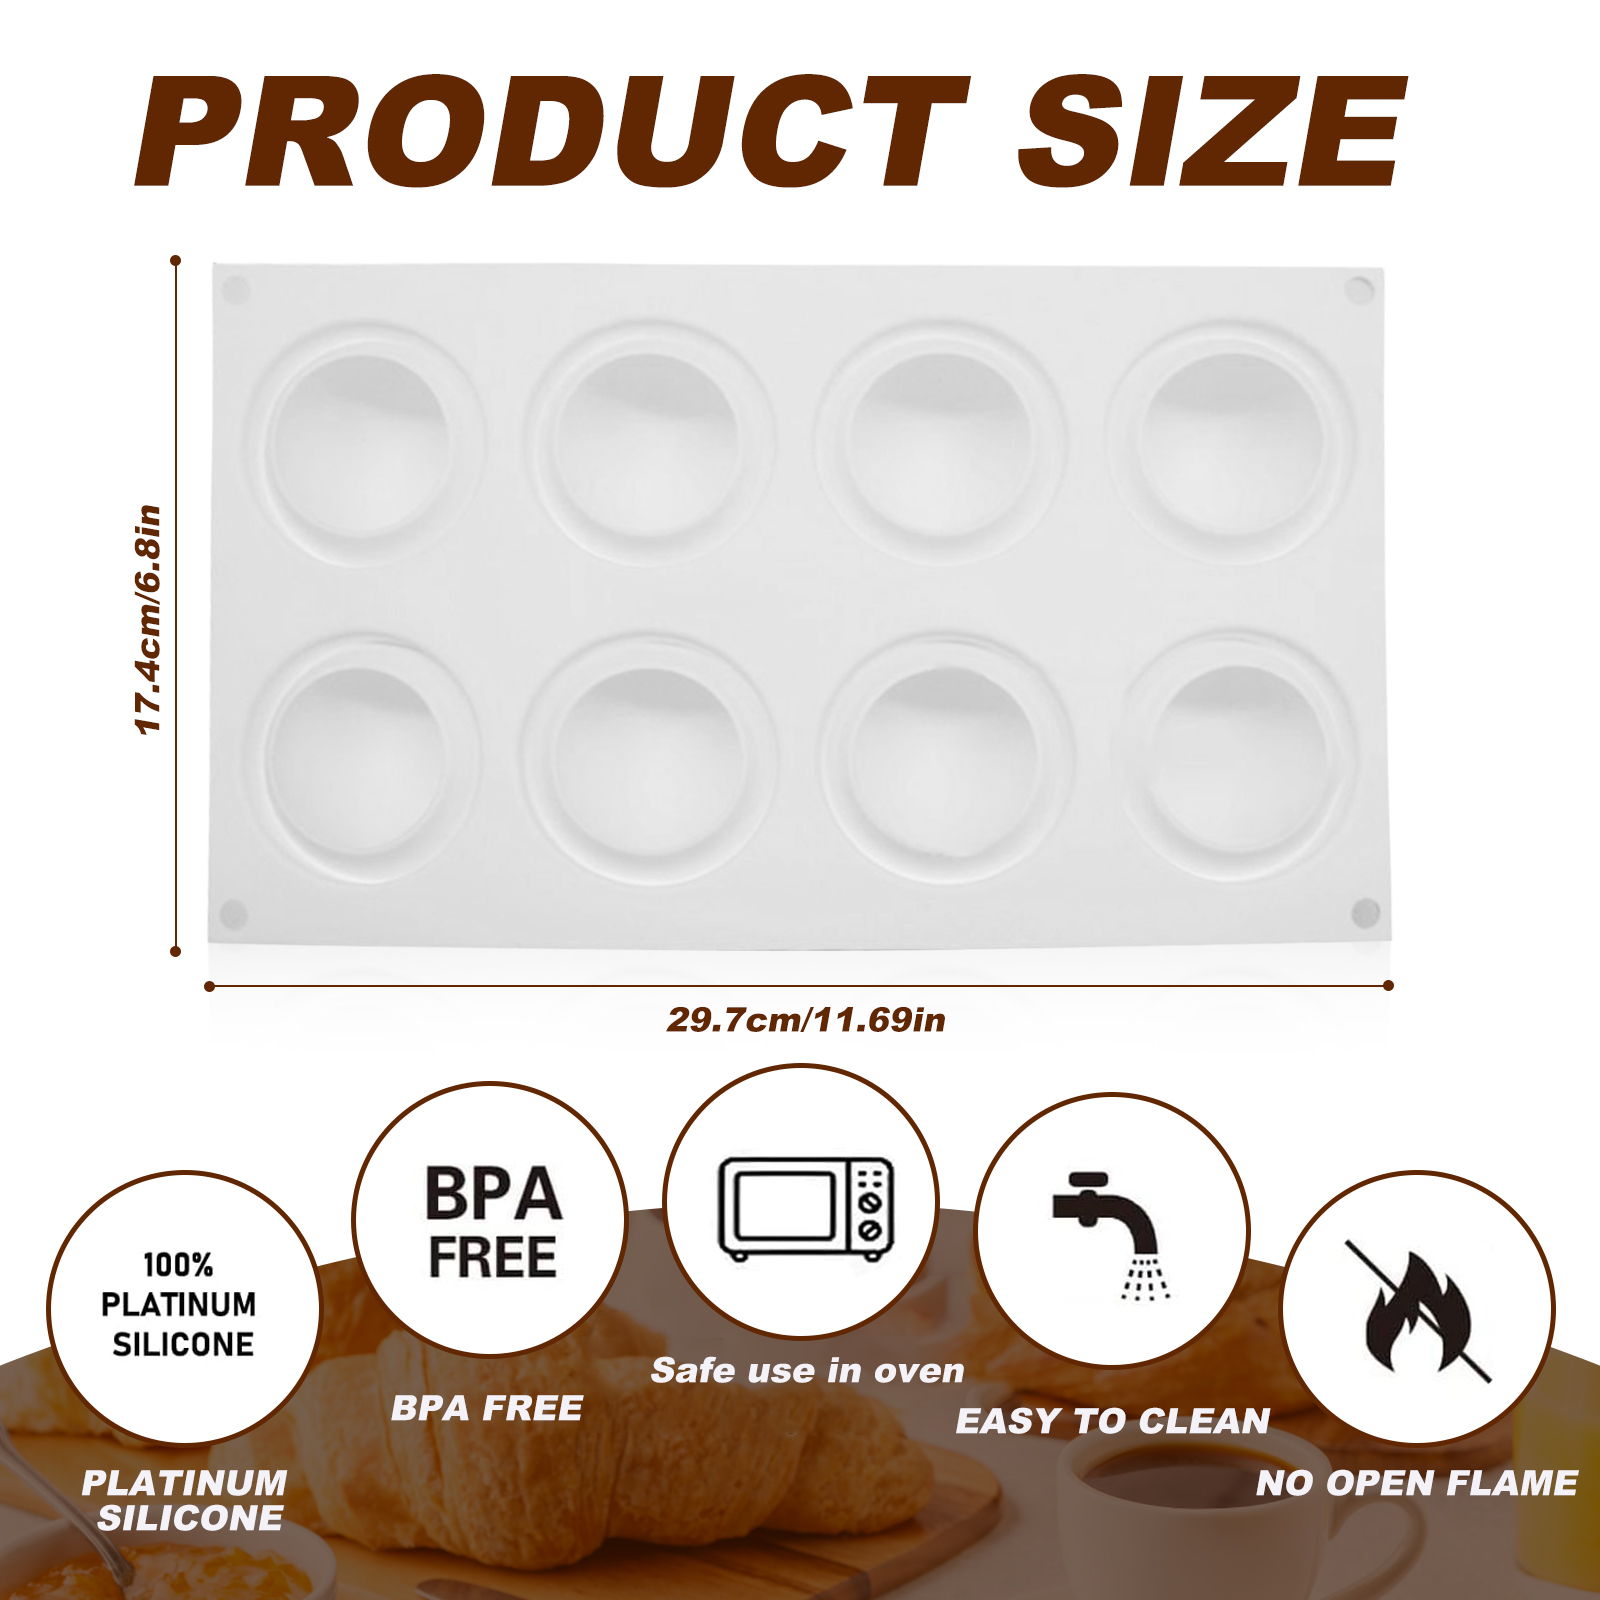 PRODUCT SIZE
17.4cm/6.8in
29.7cm/11.69in
100%
PLATINUM
SILICONE
PLATINUM
SILICONE
BPA
FREE
BPA FREE
Safe use in oven
EASY TO CLEAN
NO OPEN FLAME